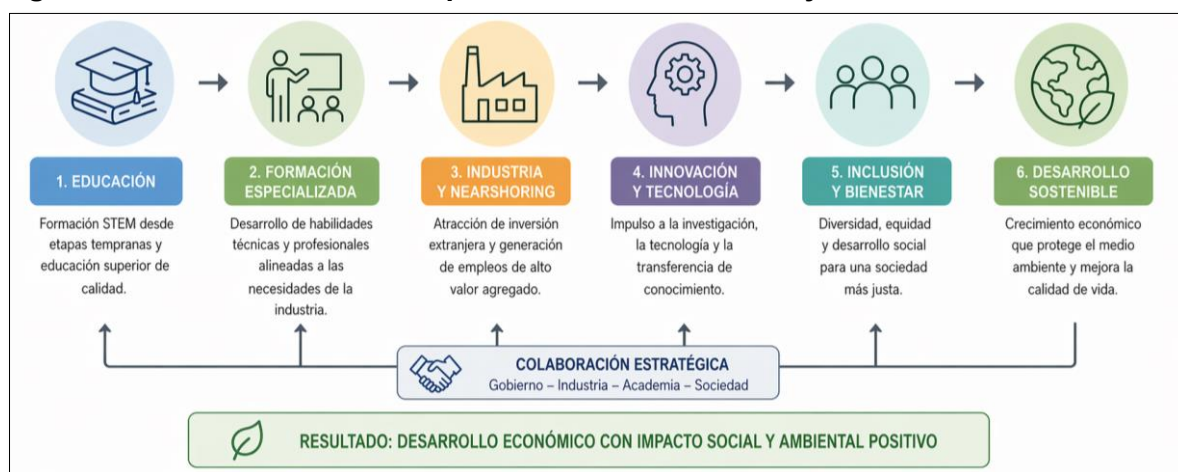 1. EDUCACIÓN
Formación STEM desde
etapas tempranas y
educación superior de
calidad.
2. FORMACIÓN
ESPECIALIZADA
Desarrollo de habilidades
técnicas y profesionales
alineadas a las
necesidades de la
industria.
3. INDUSTRIA
Y NEARSHORING
Atracción de inversión
extranjera y generación
de empleos de alto
valor agregado.
4. INNOVACIÓN
Y TECNOLOGÍA
Impulso a la investigación,
la tecnología y la
transferencia de
conocimiento.
5. INCLUSIÓN
Y BIENESTAR
Diversidad, equidad
y desarrollo social
para una sociedad
más justa.
6. DESARROLLO
SOSTENIBLE
Crecimiento económico
que protege el medio
ambiente y mejora la
calidad de vida.
COLABORACIÓN ESTRATÉGICA
Gobierno – Industria – Academia – Sociedad
RESULTADO: DESARROLLO ECONÓMICO CON IMPACTO SOCIAL Y AMBIENTAL POSITIVO